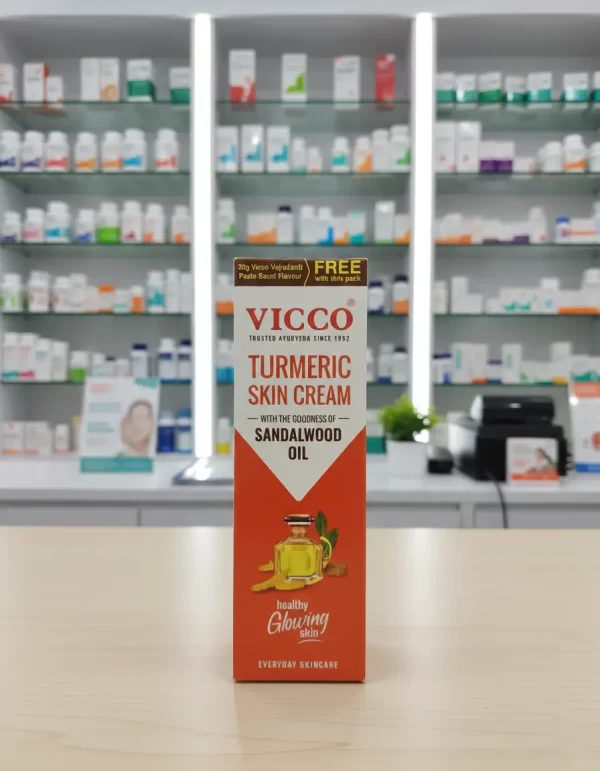 20g Vicco Vajradanti
Paste Saunf Flavour
FREE
with this pack
VICCO®
TRUSTED AYURVEDA SINCE 1952
TURMERIC
SKIN CREAM
WITH THE GOODNESS OF
SANDALWOOD
OIL
healthy
Glowing
skin
EVERYDAY SKINCARE